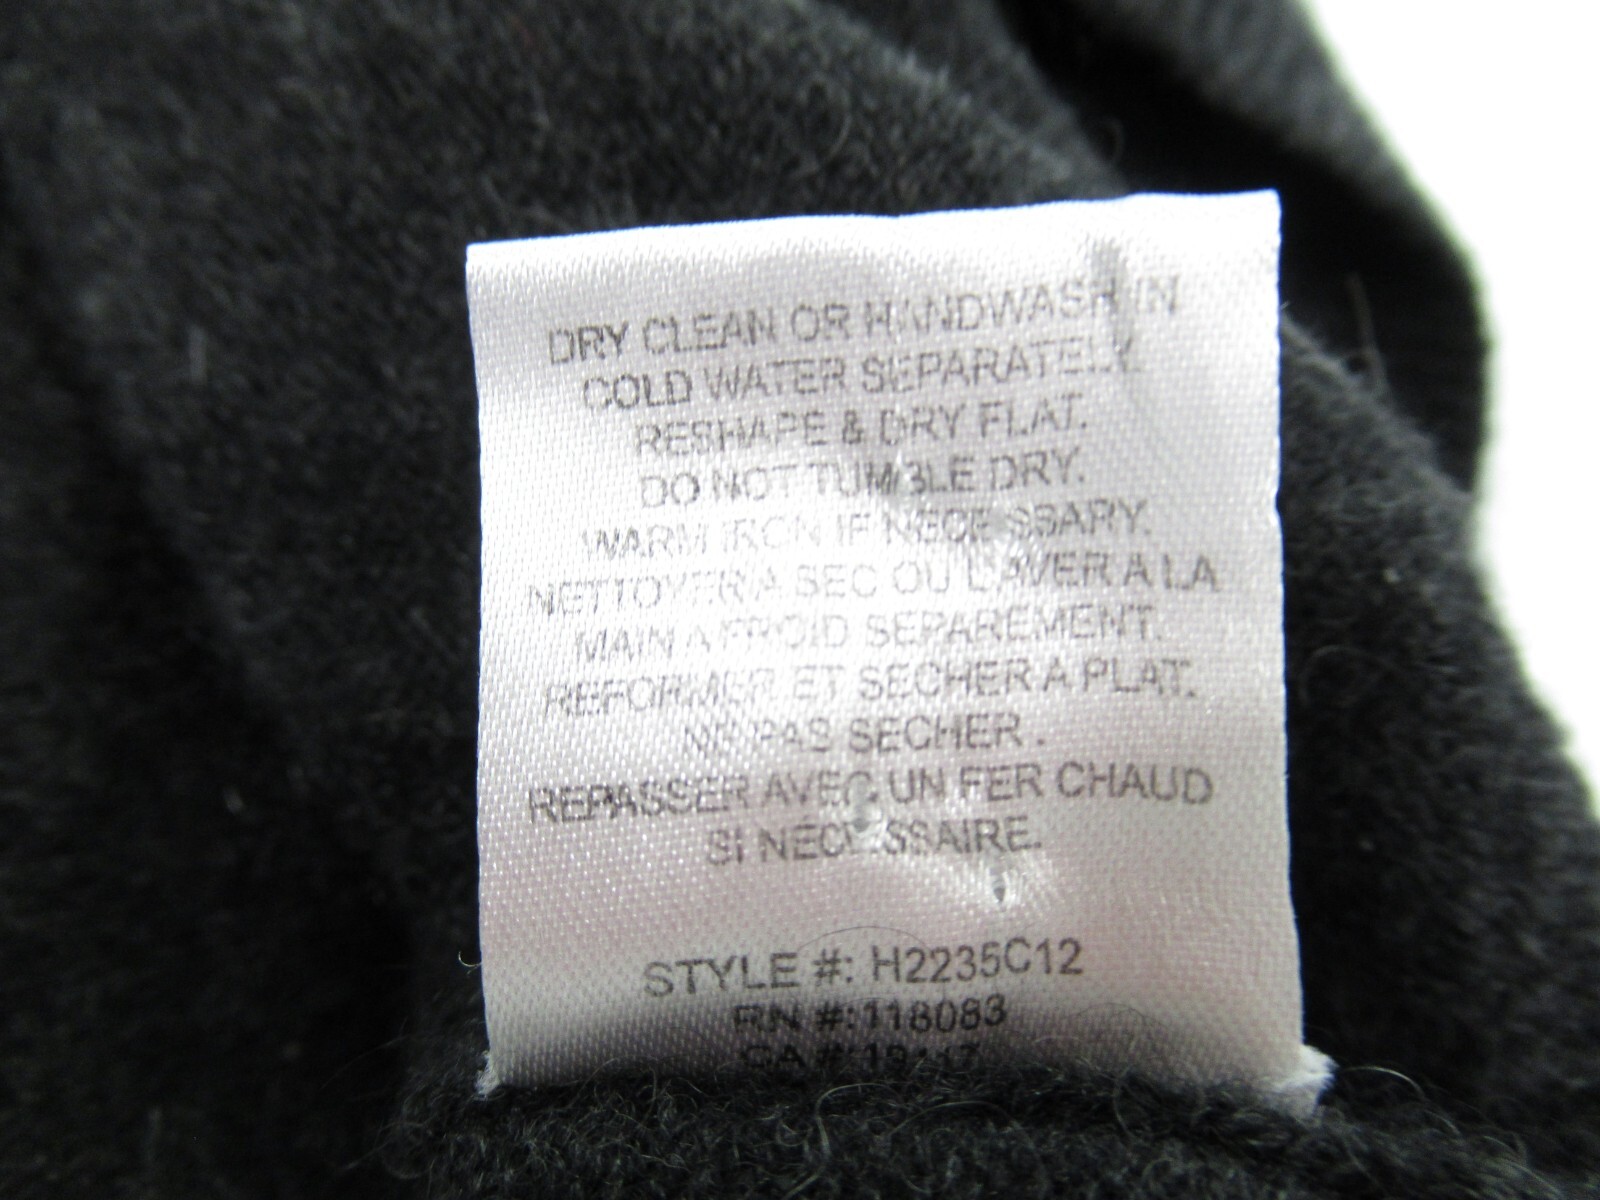 DRY CLEAN OR HANDWASH IN
COLD WATER SEPARATELY
RESHAPE & DRY FLAT.
DO NOT TUMBLE DRY.
WARM IRON IF NECESSARY.
NETTOYER A SEC OU LAVER A LA
MAIN A FROID SEPAREMENT.
REFORMER ET SECHER A PLAT.
NE PAS SECHER .
REPASSER AVEC UN FER CHAUD
SI NECESSAIRE.
STYLE #: H2235C12
RN #:118083
CA #: